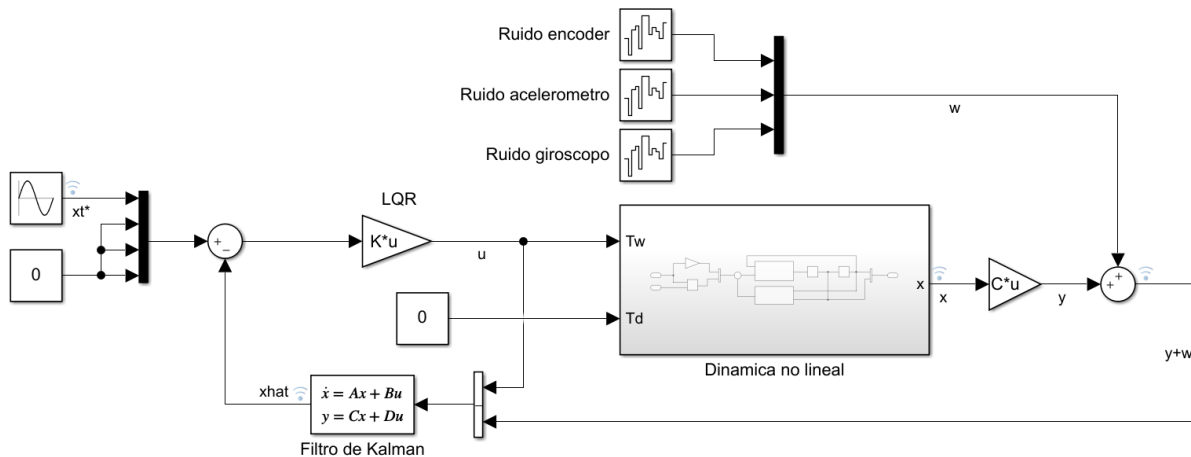 Ruido encoder
Ruido acelerometro
Ruido giroscopo
w
xt*
0
+
−
LQR
K*u
u
0
Tw
Td
x
x
Dinamica no lineal
C*u
y
+
+
y+w
xhat
ẋ = Ax + Bu
y = Cx + Du
Filtro de Kalman